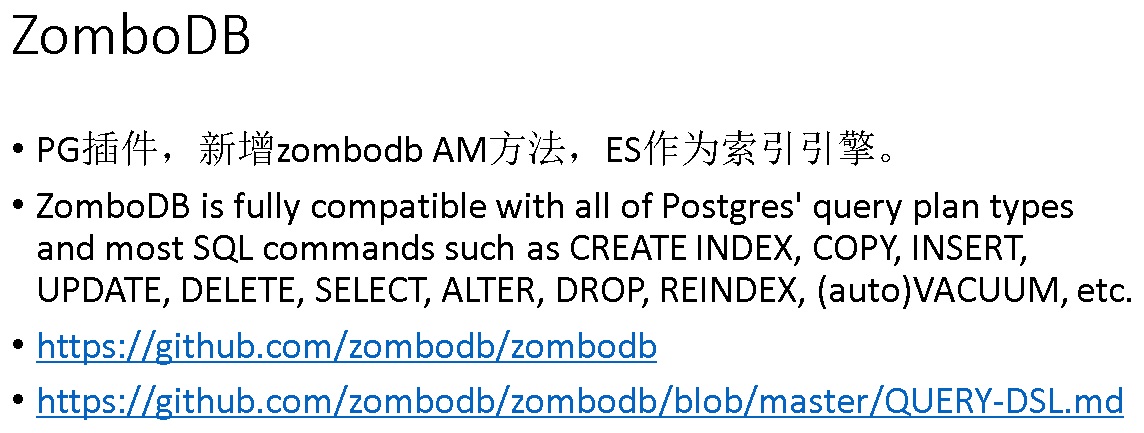 ZomboDB
• PG插件，新增zombodb AM方法，ES作为索引引擎。
• ZomboDB is fully compatible with all of Postgres' query plan types
and most SQL commands such as CREATE INDEX, COPY, INSERT,
UPDATE, DELETE, SELECT, ALTER, DROP, REINDEX, (auto)VACUUM, etc.
• https://github.com/zombodb/zombodb
• https://github.com/zombodb/zombodb/blob/master/QUERY-DSL.md